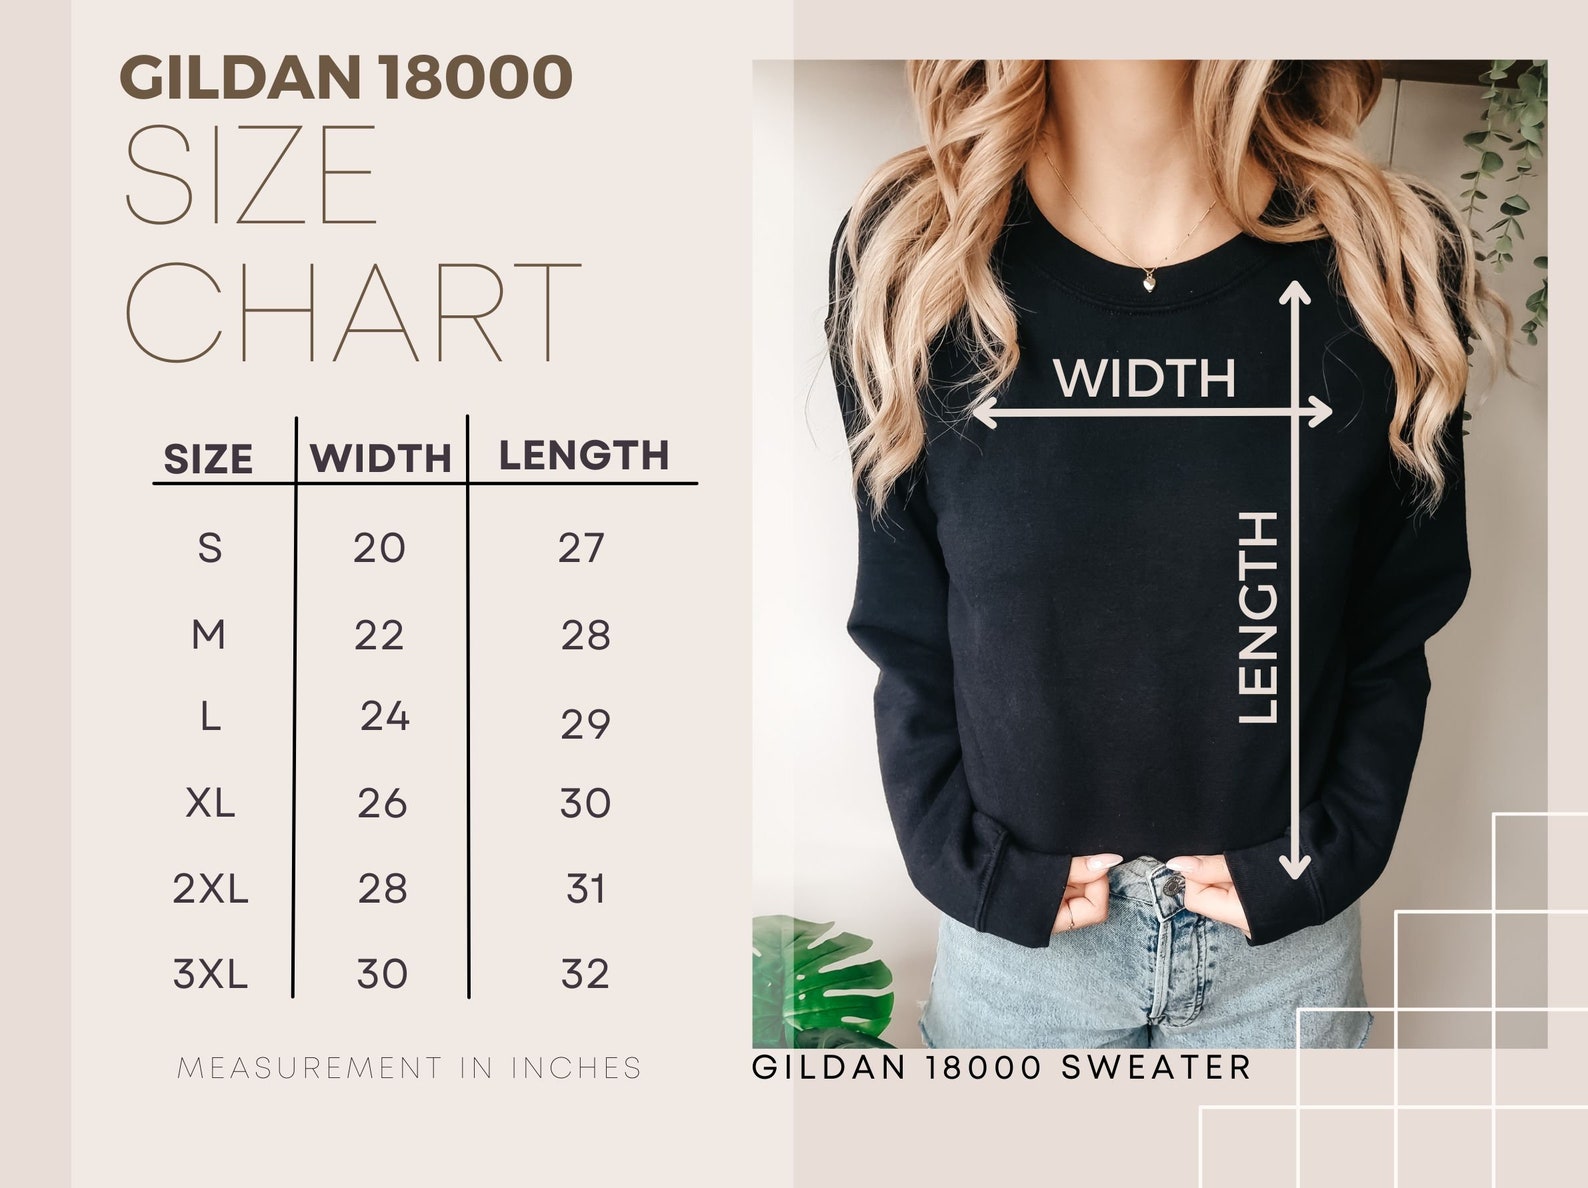 GILDAN 18000
SIZE
CHART
SIZE WIDTH LENGTH
S 20 27
M 22 28
L 24 29
XL 26 30
2XL 28 31
3XL 30 32
MEASUREMENT IN INCHES
WIDTH
LENGTH
GILDAN 18000 SWEATER